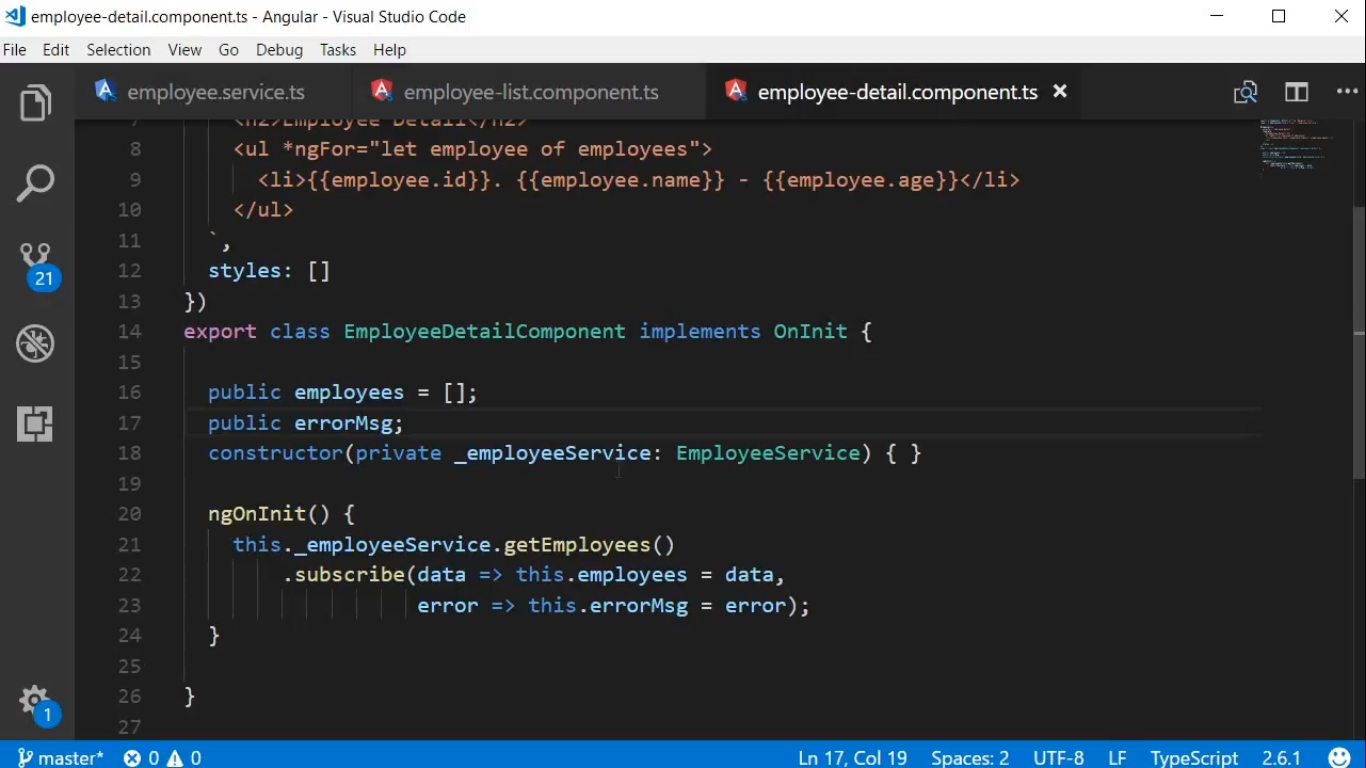 employee-detail.component.ts - Angular - Visual Studio Code
File Edit Selection View Go Debug Tasks Help
employee.service.ts employee-list.component.ts employee-detail.component.ts
7 <h2>Employee Detail</h2>
8 <ul *ngFor="let employee of employees">
9 <li>{{employee.id}}. {{employee.name}} - {{employee.age}}</li>
10 </ul>
11 `,
12 styles: []
13 })
14 export class EmployeeDetailComponent implements OnInit {
15
16 public employees = [];
17 public errorMsg;
18 constructor(private _employeeService: EmployeeService) { }
19
20 ngOnInit() {
21 this._employeeService.getEmployees()
22 .subscribe(data => this.employees = data,
23 error => this.errorMsg = error);
24 }
25
26 }
27
21
1
master* 0 0 Ln 17, Col 19 Spaces: 2 UTF-8 LF TypeScript 2.6.1